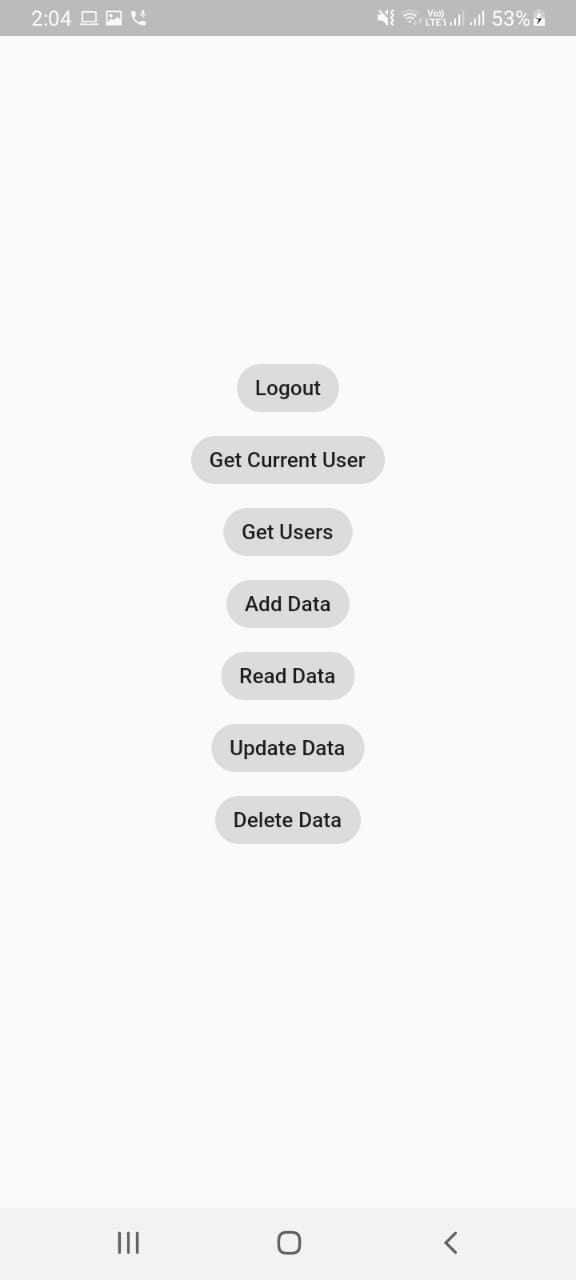 2:04 Vo)) LTE1 53%
Logout
Get Current User
Get Users
Add Data
Read Data
Update Data
Delete Data